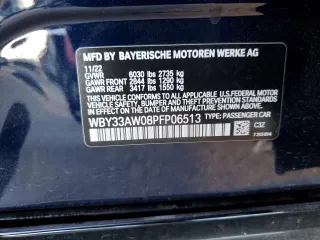 MFD BY BAYERISCHE MOTOREN WERKE AG
11/22
GVWR 6030 lbs 2735 kg
GAWR FRONT 2844 lbs 1290 kg
GAWR REAR 3417 lbs 1550 kg
THIS VEHICLE CONFORMS TO ALL APPLICABLE
FEDERAL MOTOR VEHICLE SAFETY, BUMPER,
AND THEFT PREVENTION STANDARDS IN
EFFECT ON THE DATE OF MANUFACTURE
SHOWN ABOVE.
WBY33AW08PFP06513 TYPE: PASSENGER CAR
C3Z